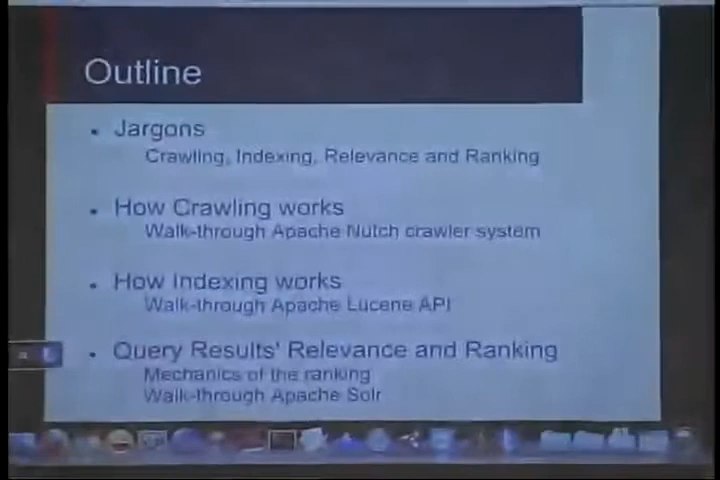 Outline
Jargons
Crawling, Indexing, Relevance and Ranking
How Crawling works
Walk-through Apache Nutch crawler system
How Indexing works
Walk-through Apache Lucene API
Query Results' Relevance and Ranking
Mechanics of the ranking
Walk-through Apache Solr